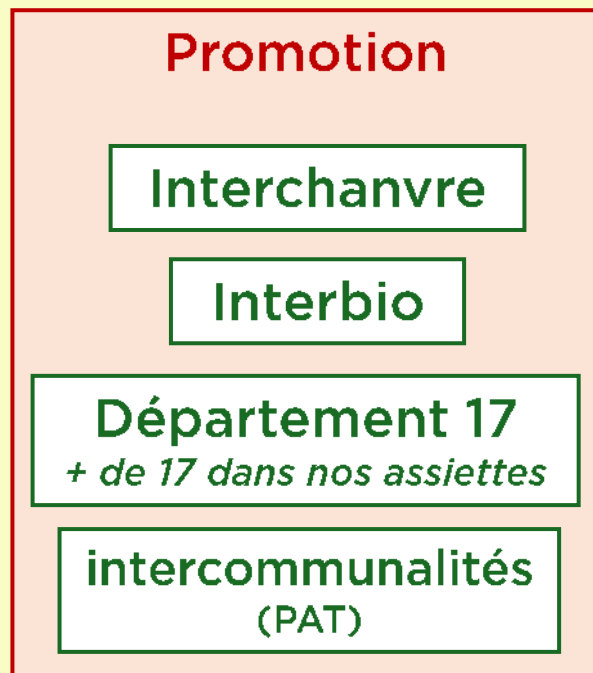 Promotion
Interchanvre
Interbio
Département 17
+ de 17 dans nos assiettes
intercommunalités
(PAT)